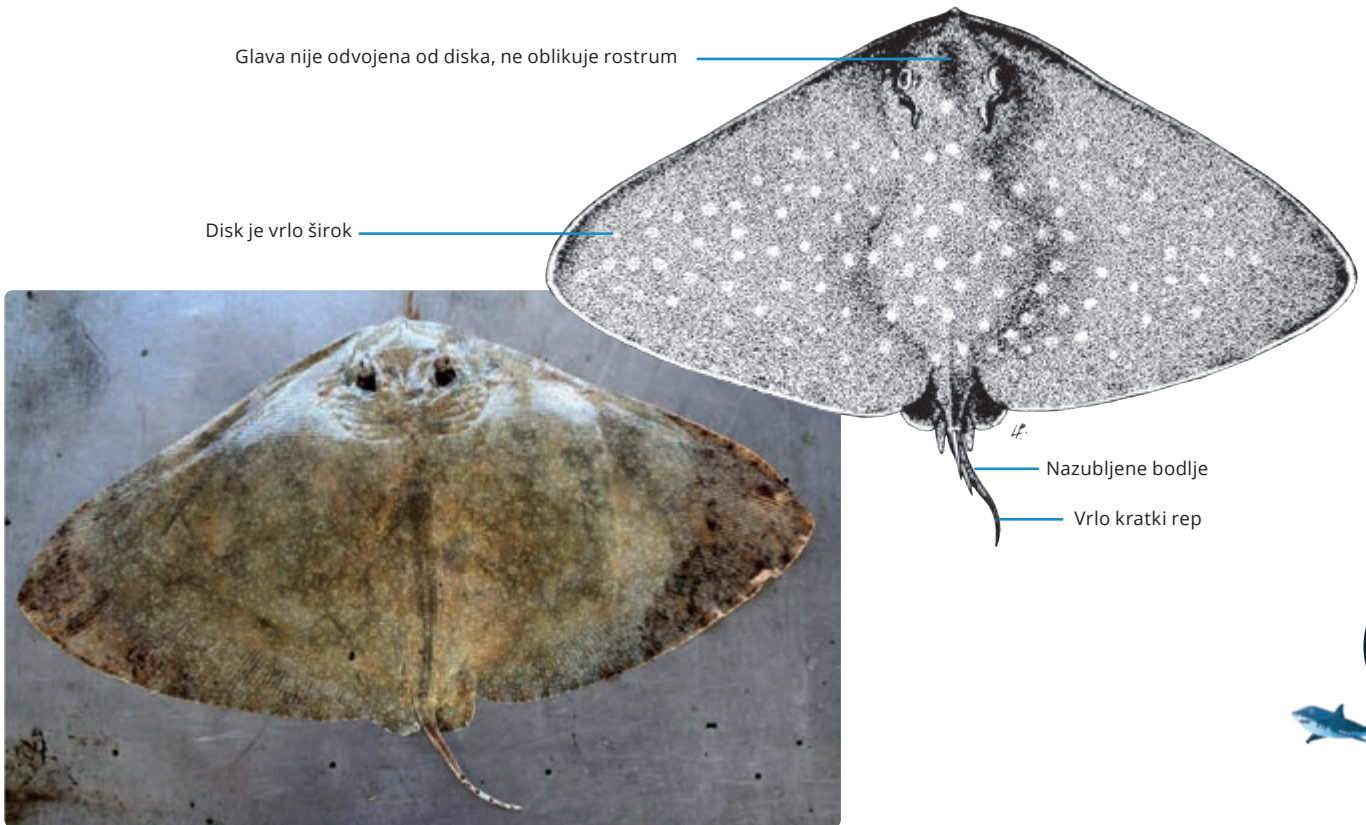 Glava nije odvojena od diska, ne oblikuje rostrum
Disk je vrlo širok
Nazubljene bodlje
Vrlo kratki rep